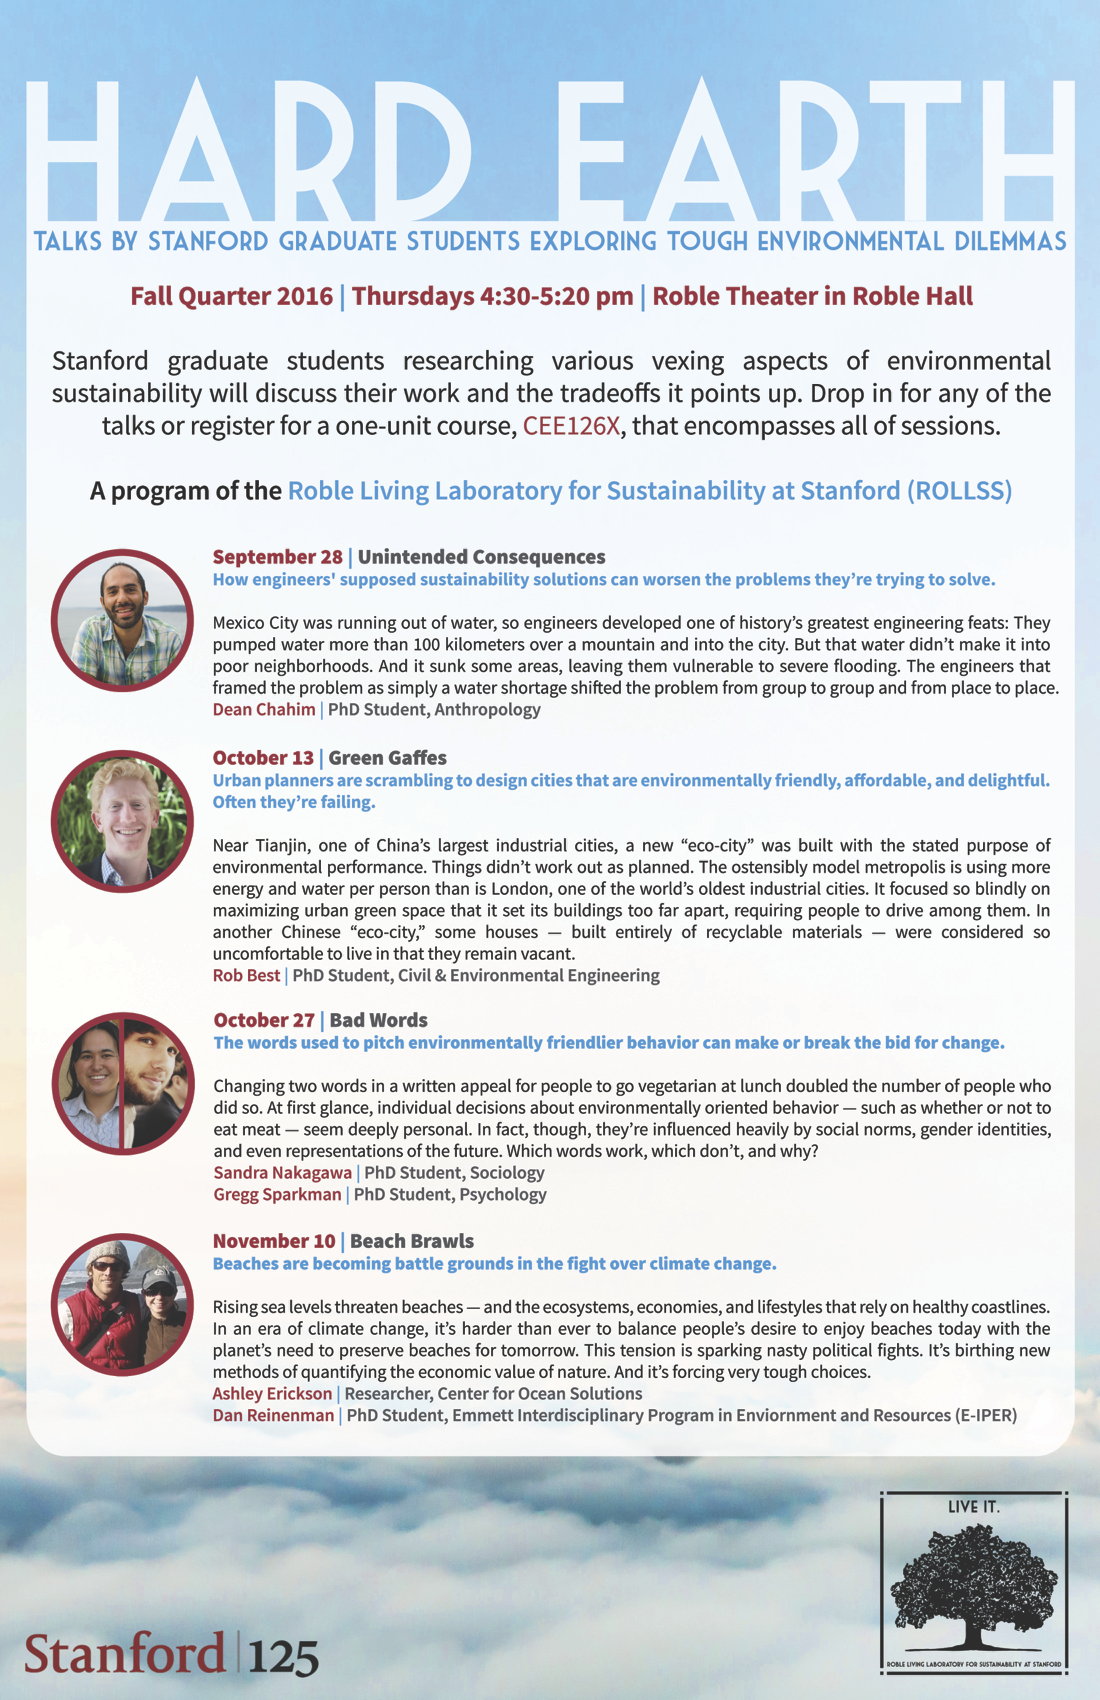 HARD EARTH
TALKS BY STANFORD GRADUATE STUDENTS EXPLORING TOUGH ENVIRONMENTAL DILEMMAS
Fall Quarter 2016 | Thursdays 4:30-5:20 pm | Roble Theater in Roble Hall
Stanford graduate students researching various vexing aspects of environmental
sustainability will discuss their work and the tradeoffs it points up. Drop in for any of the
talks or register for a one-unit course, CEE126X, that encompasses all of sessions.
A program of the Roble Living Laboratory for Sustainability at Stanford (ROLLSS)
September 28 | Unintended Consequences
How engineers' supposed sustainability solutions can worsen the problems they're trying to solve.
Mexico City was running out of water, so engineers developed one of history's greatest engineering feats: They
pumped water more than 100 kilometers over a mountain and into the city. But that water didn't make it into
poor neighborhoods. And it sunk some areas, leaving them vulnerable to severe flooding. The engineers that
framed the problem as simply a water shortage shifted the problem from group to group and from place to place.
Dean Chahim | PhD Student, Anthropology
October 13 | Green Gaffes
Urban planners are scrambling to design cities that are environmentally friendly, affordable, and delightful.
Often they're failing.
Near Tianjin, one of China's largest industrial cities, a new “eco-city” was built with the stated purpose of
environmental performance. Things didn't work out as planned. The ostensibly model metropolis is using more
energy and water per person than is London, one of the world's oldest industrial cities. It focused so blindly on
maximizing urban green space that it set its buildings too far apart, requiring people to drive among them. In
another Chinese “eco-city,” some houses — built entirely of recyclable materials — were considered so
uncomfortable to live in that they remain vacant.
Rob Best | PhD Student, Civil & Environmental Engineering
October 27 | Bad Words
The words used to pitch environmentally friendlier behavior can make or break the bid for change.
Changing two words in a written appeal for people to go vegetarian at lunch doubled the number of people who
did so. At first glance, individual decisions about environmentally oriented behavior — such as whether or not to
eat meat — seem deeply personal. In fact, though, they're influenced heavily by social norms, gender identities,
and even representations of the future. Which words work, which don't, and why?
Sandra Nakagawa | PhD Student, Sociology
Gregg Sparkman | PhD Student, Psychology
November 10 | Beach Brawls
Beaches are becoming battle grounds in the fight over climate change.
Rising sea levels threaten beaches — and the ecosystems, economies, and lifestyles that rely on healthy coastlines.
In an era of climate change, it's harder than ever to balance people's desire to enjoy beaches today with the
planet's need to preserve beaches for tomorrow. This tension is sparking nasty political fights. It's birthing new
methods of quantifying the economic value of nature. And it's forcing very tough choices.
Ashley Erickson | Researcher, Center for Ocean Solutions
Dan Reinenman | PhD Student, Emmett Interdisciplinary Program in Enviornment and Resources (E-IPER)
LIVE IT.
ROBLE LIVING LABORATORY FOR SUSTAINABILITY AT STANFORD
Stanford | 125